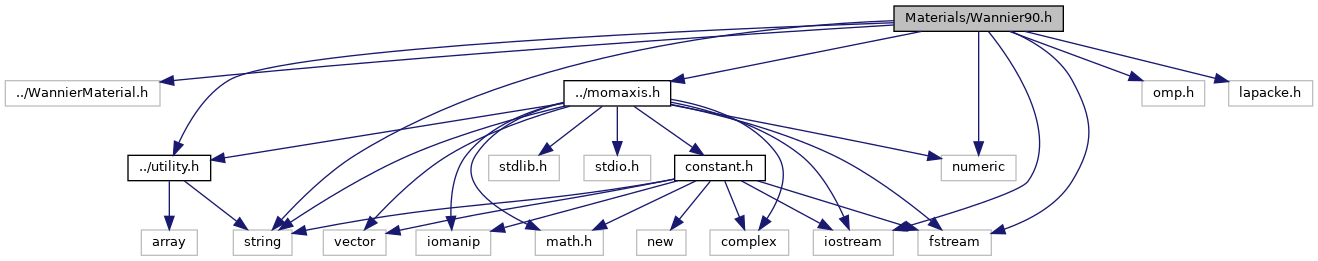 Materials/Wannier90.h
../WannierMaterial.h
../momaxis.h
omp.h
lapacke.h
../utility.h
stdlib.h
stdio.h
constant.h
numeric
array
string
vector
iomanip
math.h
new
complex
iostream
fstream